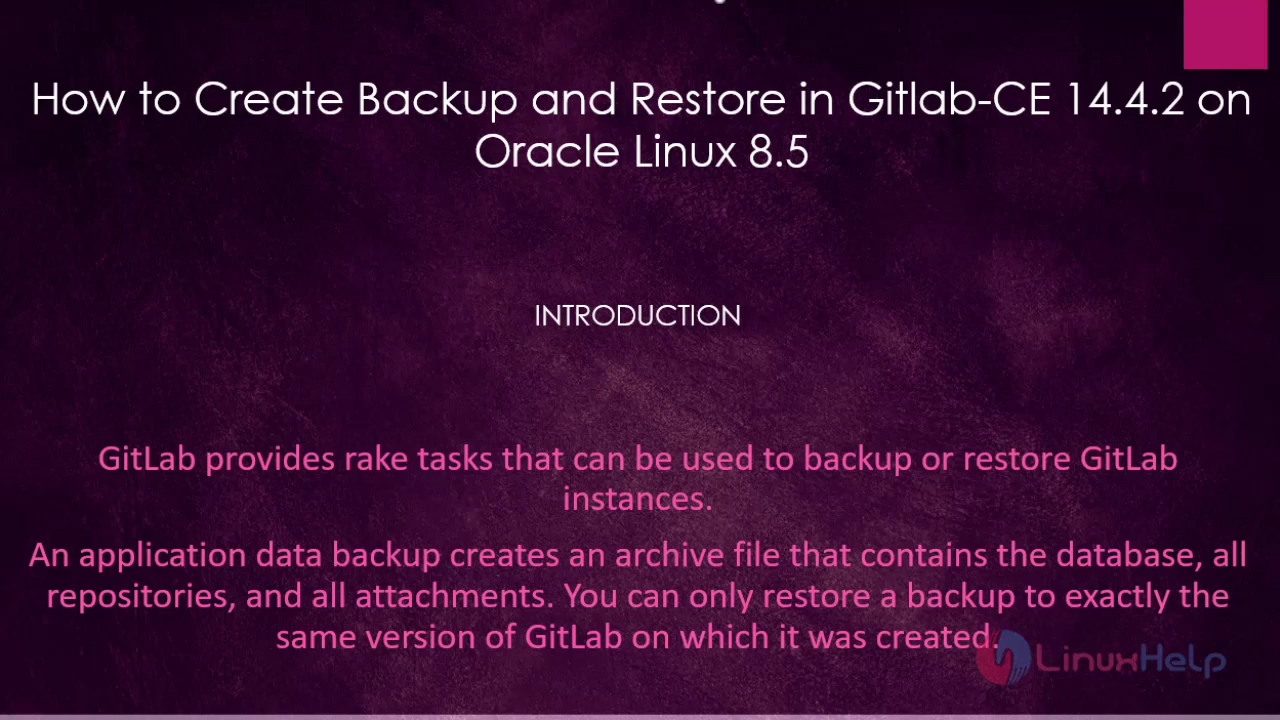 How to Create Backup and Restore in Gitlab-CE 14.4.2 on
Oracle Linux 8.5
INTRODUCTION
GitLab provides rake tasks that can be used to backup or restore GitLab
instances.
An application data backup creates an archive file that contains the database, all
repositories, and all attachments. You can only restore a backup to exactly the
same version of GitLab on which it was created.
LinuxHelp